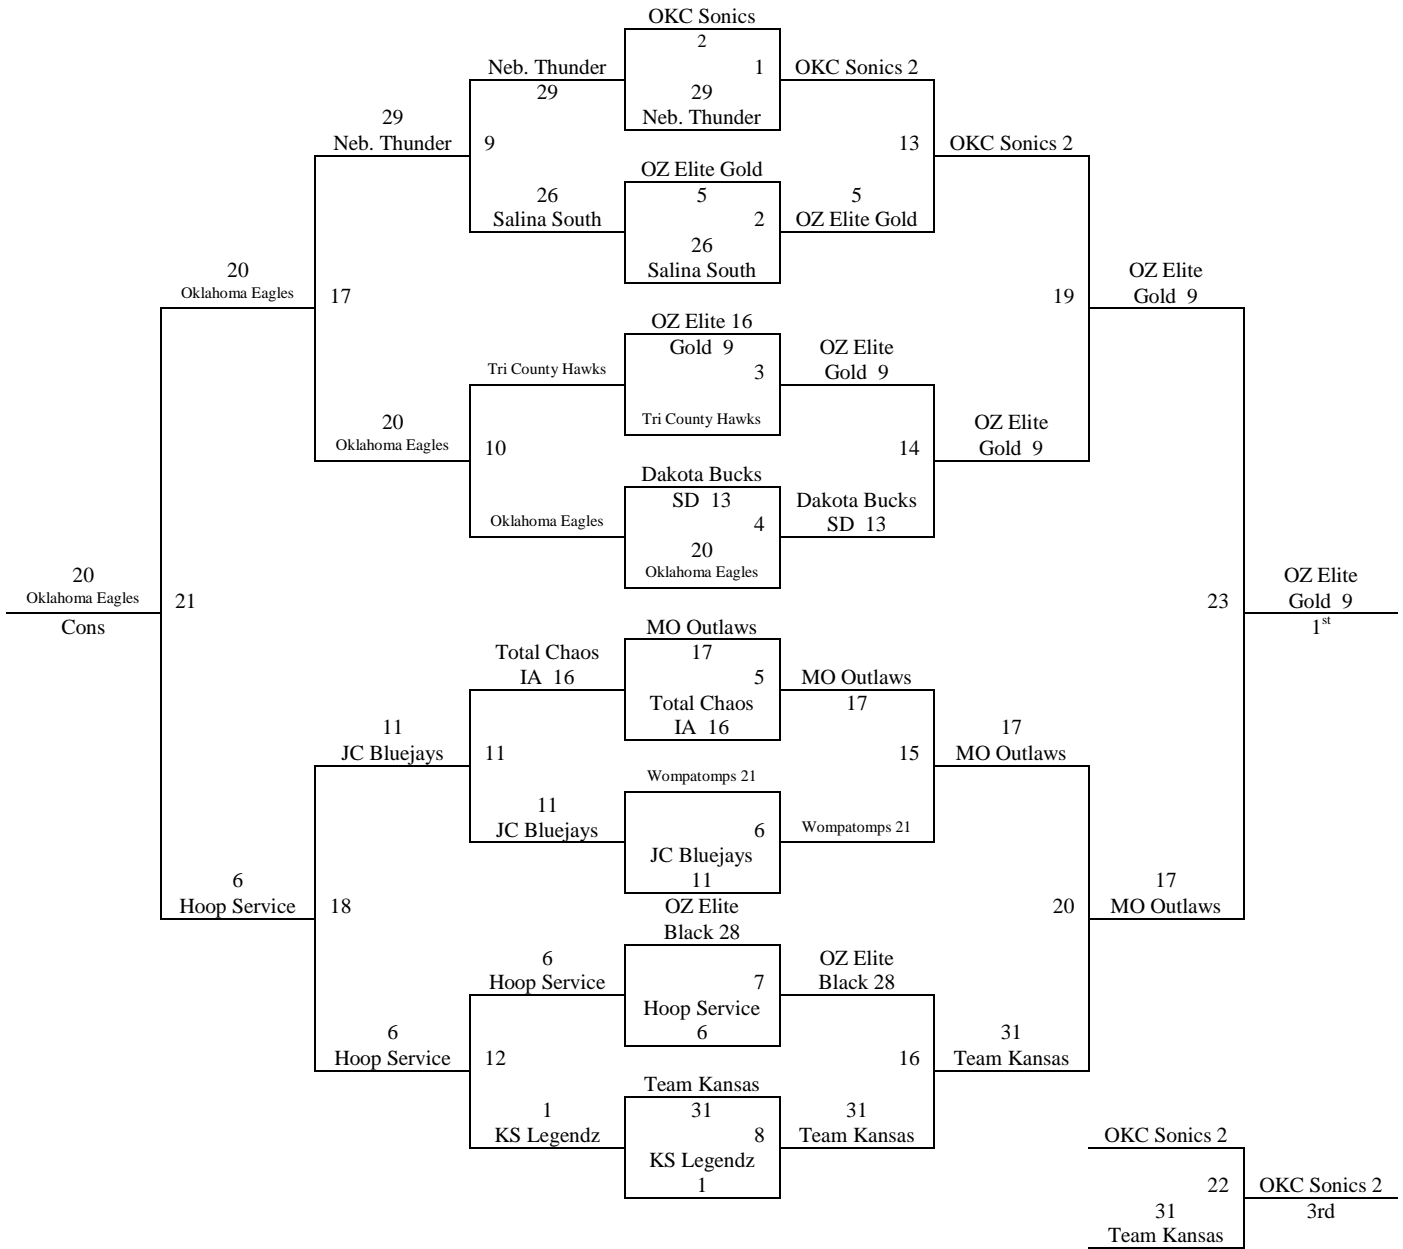 OKC Sonics
2
Neb. Thunder
1
OKC Sonics 2
29
29
29
Neb. Thunder
Neb. Thunder
9
13
OKC Sonics 2
OZ Elite Gold
26
5
5
Salina South
2
OZ Elite Gold
26
Salina South
20
OZ Elite
Oklahoma Eagles
17
19
Gold 9
OZ Elite 16
Gold 9
OZ Elite
Tri County Hawks
3
Gold 9
20
Tri County Hawks
OZ Elite
Oklahoma Eagles
10
14
Gold 9
Dakota Bucks
SD 13
Dakota Bucks
Oklahoma Eagles
4
SD 13
20
Oklahoma Eagles
20
OZ Elite
Oklahoma Eagles
21
23
Gold 9
Cons
1st
MO Outlaws
Total Chaos
17
IA 16
5
MO Outlaws
Total Chaos
17
11
IA 16
17
JC Bluejays
11
15
MO Outlaws
Wompatomps 21
11
JC Bluejays
6
Wompatomps 21
JC Bluejays
11
6
17
Hoop Service
18
20
MO Outlaws
OZ Elite
Black 28
6
OZ Elite
Hoop Service
7
Black 28
Hoop Service
6
6
31
Hoop Service
12
16
Team Kansas
Team Kansas
1
31
31
KS Legendz
8
Team Kansas
KS Legendz
1
OKC Sonics 2
22
OKC Sonics 2
31
3rd
Team Kansas